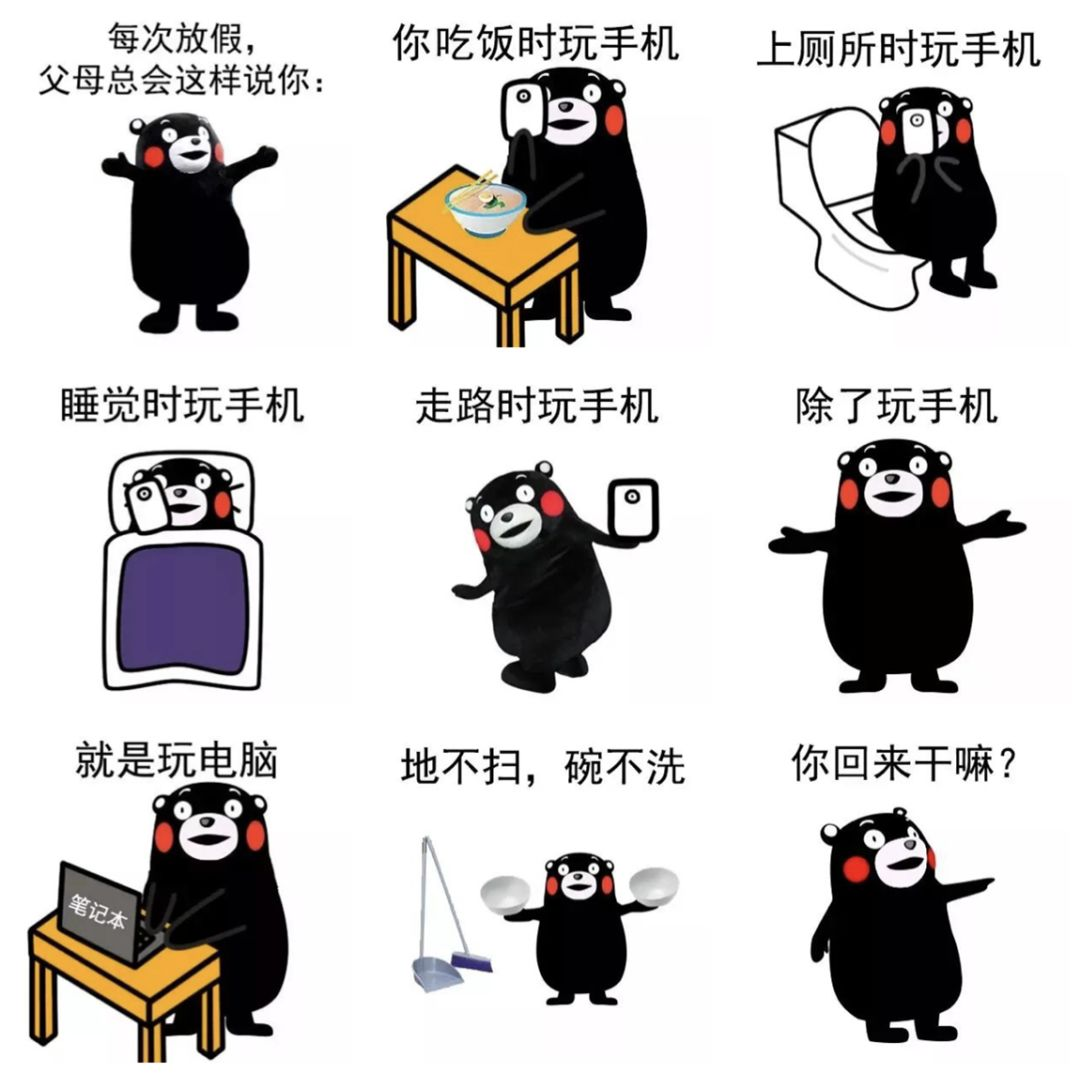 每次放假，
父母总会这样说你：
你吃饭时玩手机
上厕所时玩手机
睡觉时玩手机
走路时玩手机
除了玩手机
就是玩电脑
笔记本
地不扫，碗不洗
你回来干嘛？